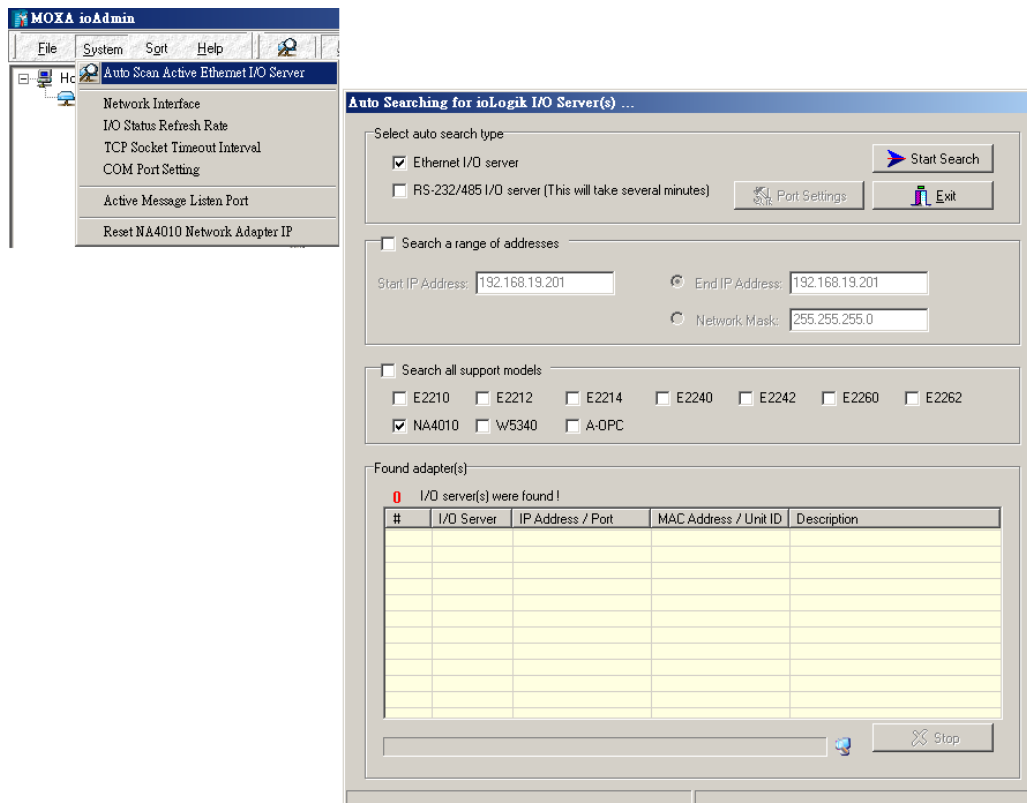 MOXA ioAdmin
File System Sort Help
Auto Scan Active Ethernet I/O Server
Network Interface
I/O Status Refresh Rate
TCP Socket Timeout Interval
COM Port Setting
Active Message Listen Port
Reset NA4010 Network Adapter IP
Auto Searching for ioLogik I/O Server(s) ...
Select auto search type
Ethernet I/O server
Start Search
RS-232/485 I/O server (This will take several minutes)
Port Settings
Exit
Search a range of addresses
Start IP Address: 192.168.19.201
End IP Address: 192.168.19.201
Network Mask: 255.255.255.0
Search all support models
E2210 E2212 E2214 E2240 E2242 E2260 E2262
NA4010 W5340 A-OPC
Found adapter(s)
0 I/O server(s) were found !
# I/O Server IP Address / Port MAC Address / Unit ID Description
Stop